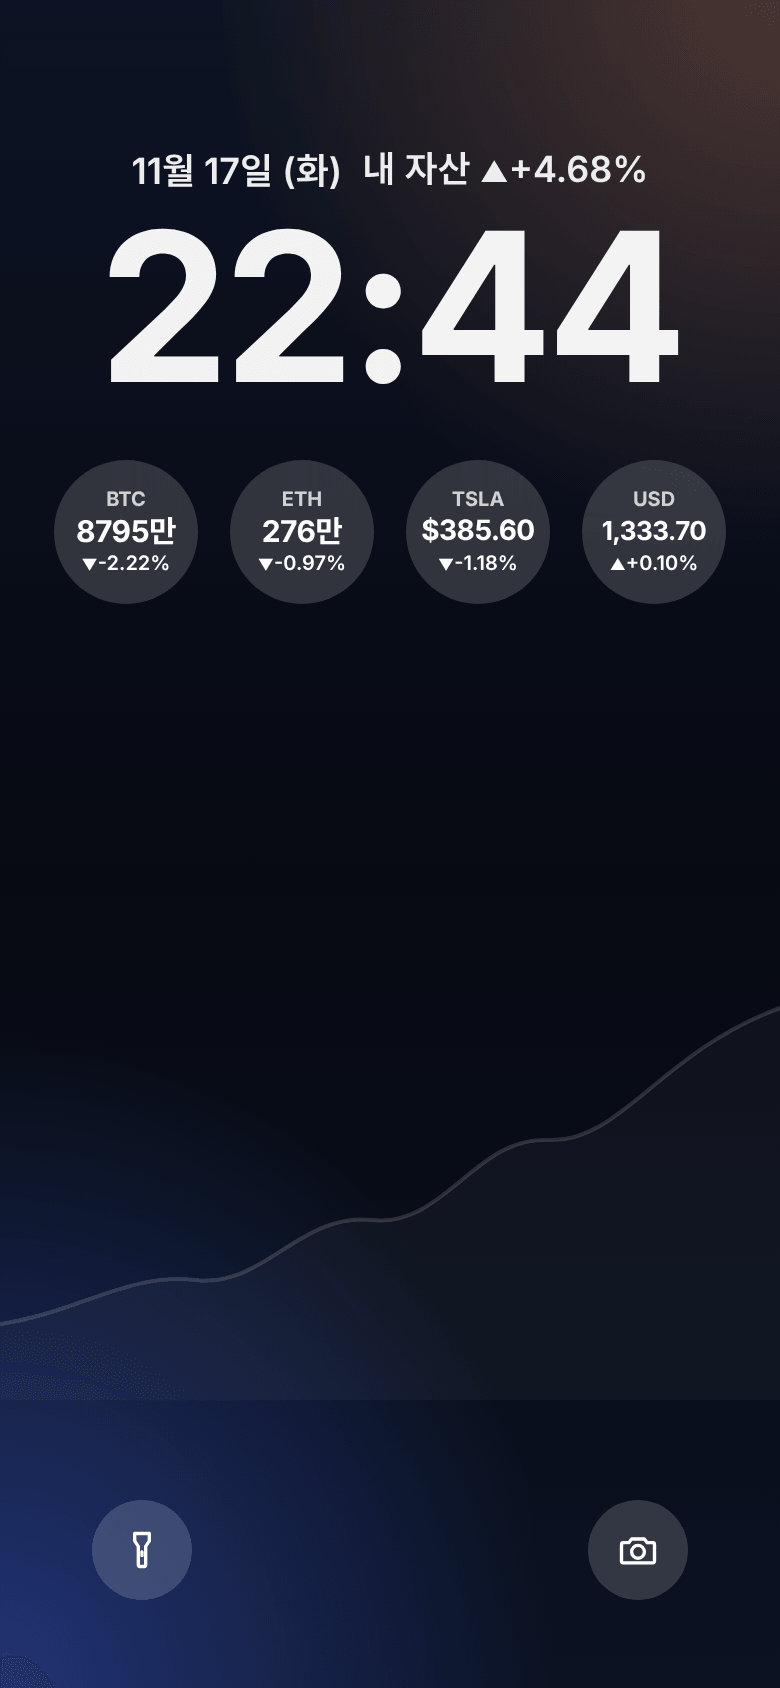 11월 17일 (화) 내 자산 ▲+4.68%
22:44
BTC
8795만
▼-2.22%
ETH
276만
▼-0.97%
TSLA
$385.60
▼-1.18%
USD
1,333.70
▲+0.10%